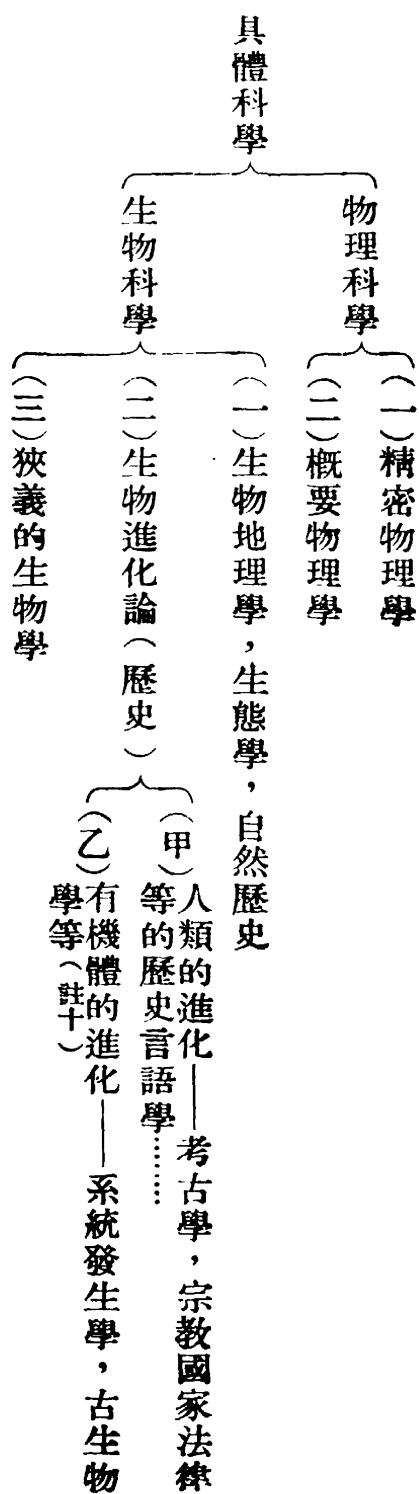 具體科學
物理科學
(一)精密物理學
(二)概要物理學
生物科學
(一)生物地理學,生態學,自然歷史
(二)生物進化論(歷史)
(甲)人類的進化——考古學,宗教國家法律
等的歷史言語學………
(乙)有機體的進化——系統發生學,古生物
學等(註十)
(三)狹義的生物學